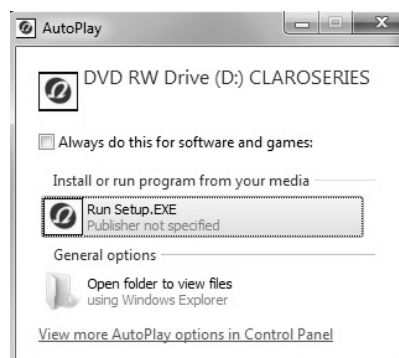 AutoPlay
DVD RW Drive (D:) CLAROSERIES
Always do this for software and games:
Install or run program from your media
Run Setup.EXE
Publisher not specified
General options
Open folder to view files
using Windows Explorer
View more AutoPlay options in Control Panel